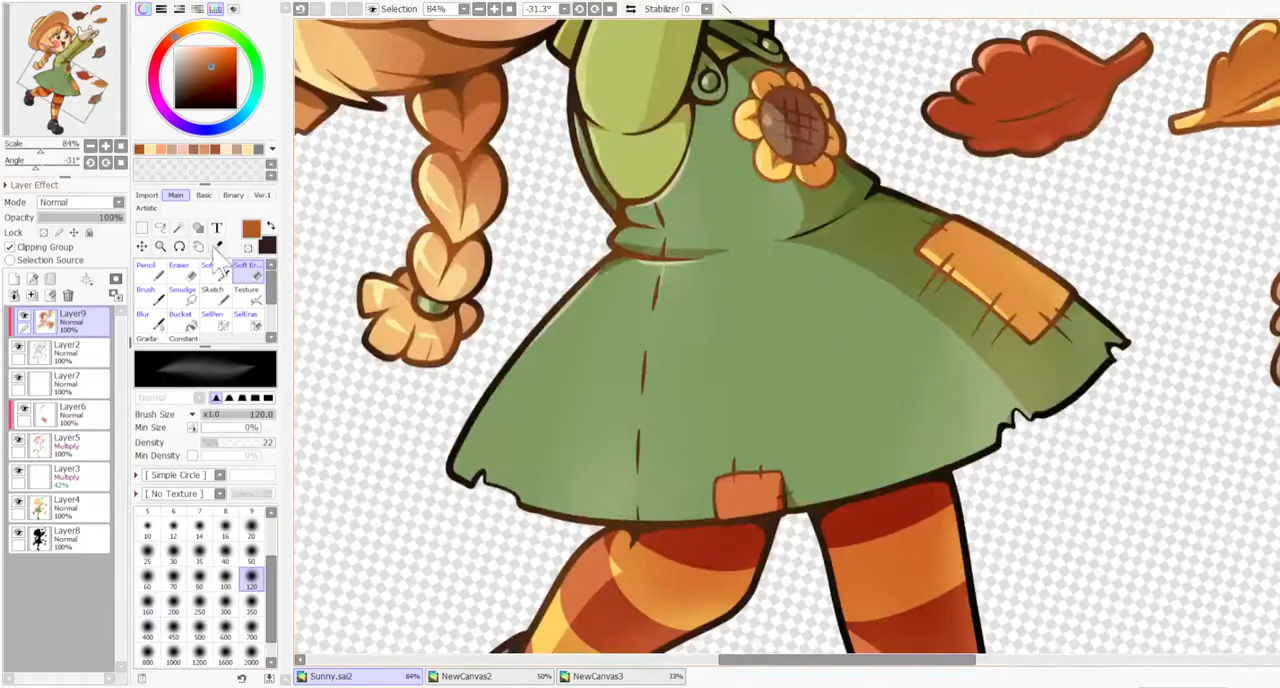 Selection 84% -31.3° Stabilizer 0
Scale 84%
Angle -31°
Layer Effect
Mode Normal
Opacity 100%
Lock
Clipping Group
Selection Source
Layer9
Normal
100%
Layer2
Normal
100%
Layer7
Normal
100%
Layer6
Normal
100%
Layer5
Multiply
100%
Layer3
Multiply
42%
Layer4
Normal
100%
Layer8
Normal
100%
Import Main Basic Binary Ver.1
Artistic
T
Pencil Eraser Soft Er...
Brush Smudge Sketch Texture
Blur Bucket SelPen SelEras
Constant
Normal
Brush Size x1.0 120.0
Min Size 0%
Density 22
Min Density 0%
[ Simple Circle ]
[ No Texture ]
5 6 7 8 9
10 12 14 16 20
25 30 35 40 50
60 70 80 100 120
160 200 250 300 350
400 450 500 600 700
800 1000 1200 1600 2000
Sunny.sai2 84% NewCanvas2 50% NewCanvas3 33%